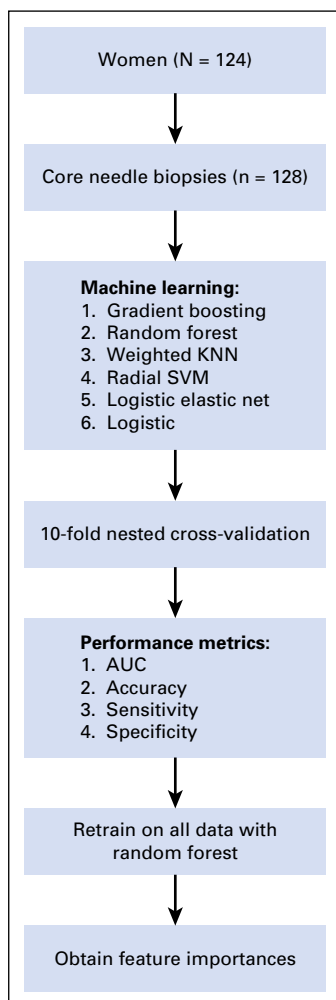 Women (N = 124)
Core needle biopsies (n = 128)
Machine learning:
1. Gradient boosting
2. Random forest
3. Weighted KNN
4. Radial SVM
5. Logistic elastic net
6. Logistic
10-fold nested cross-validation
Performance metrics:
1. AUC
2. Accuracy
3. Sensitivity
4. Specificity
Retrain on all data with
random forest
Obtain feature importances